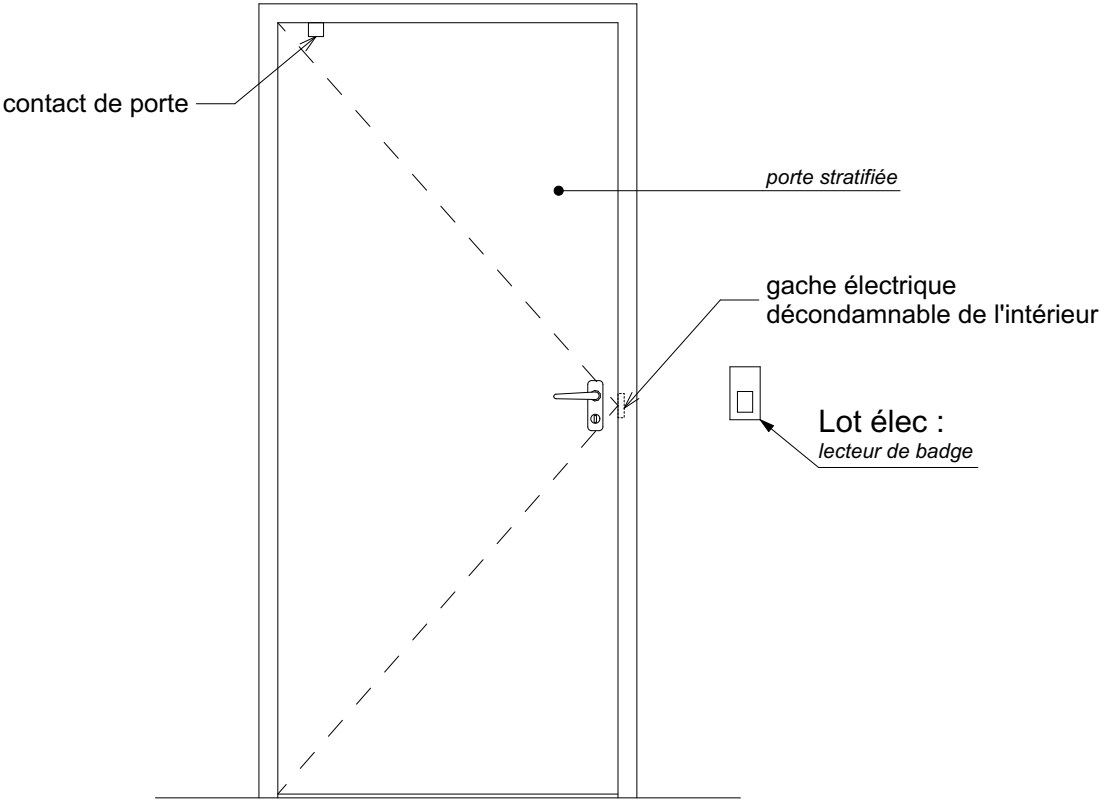 contact de porte
porte stratifiée
gache électrique
décondamnable de l'intérieur
Lot élec :
lecteur de badge